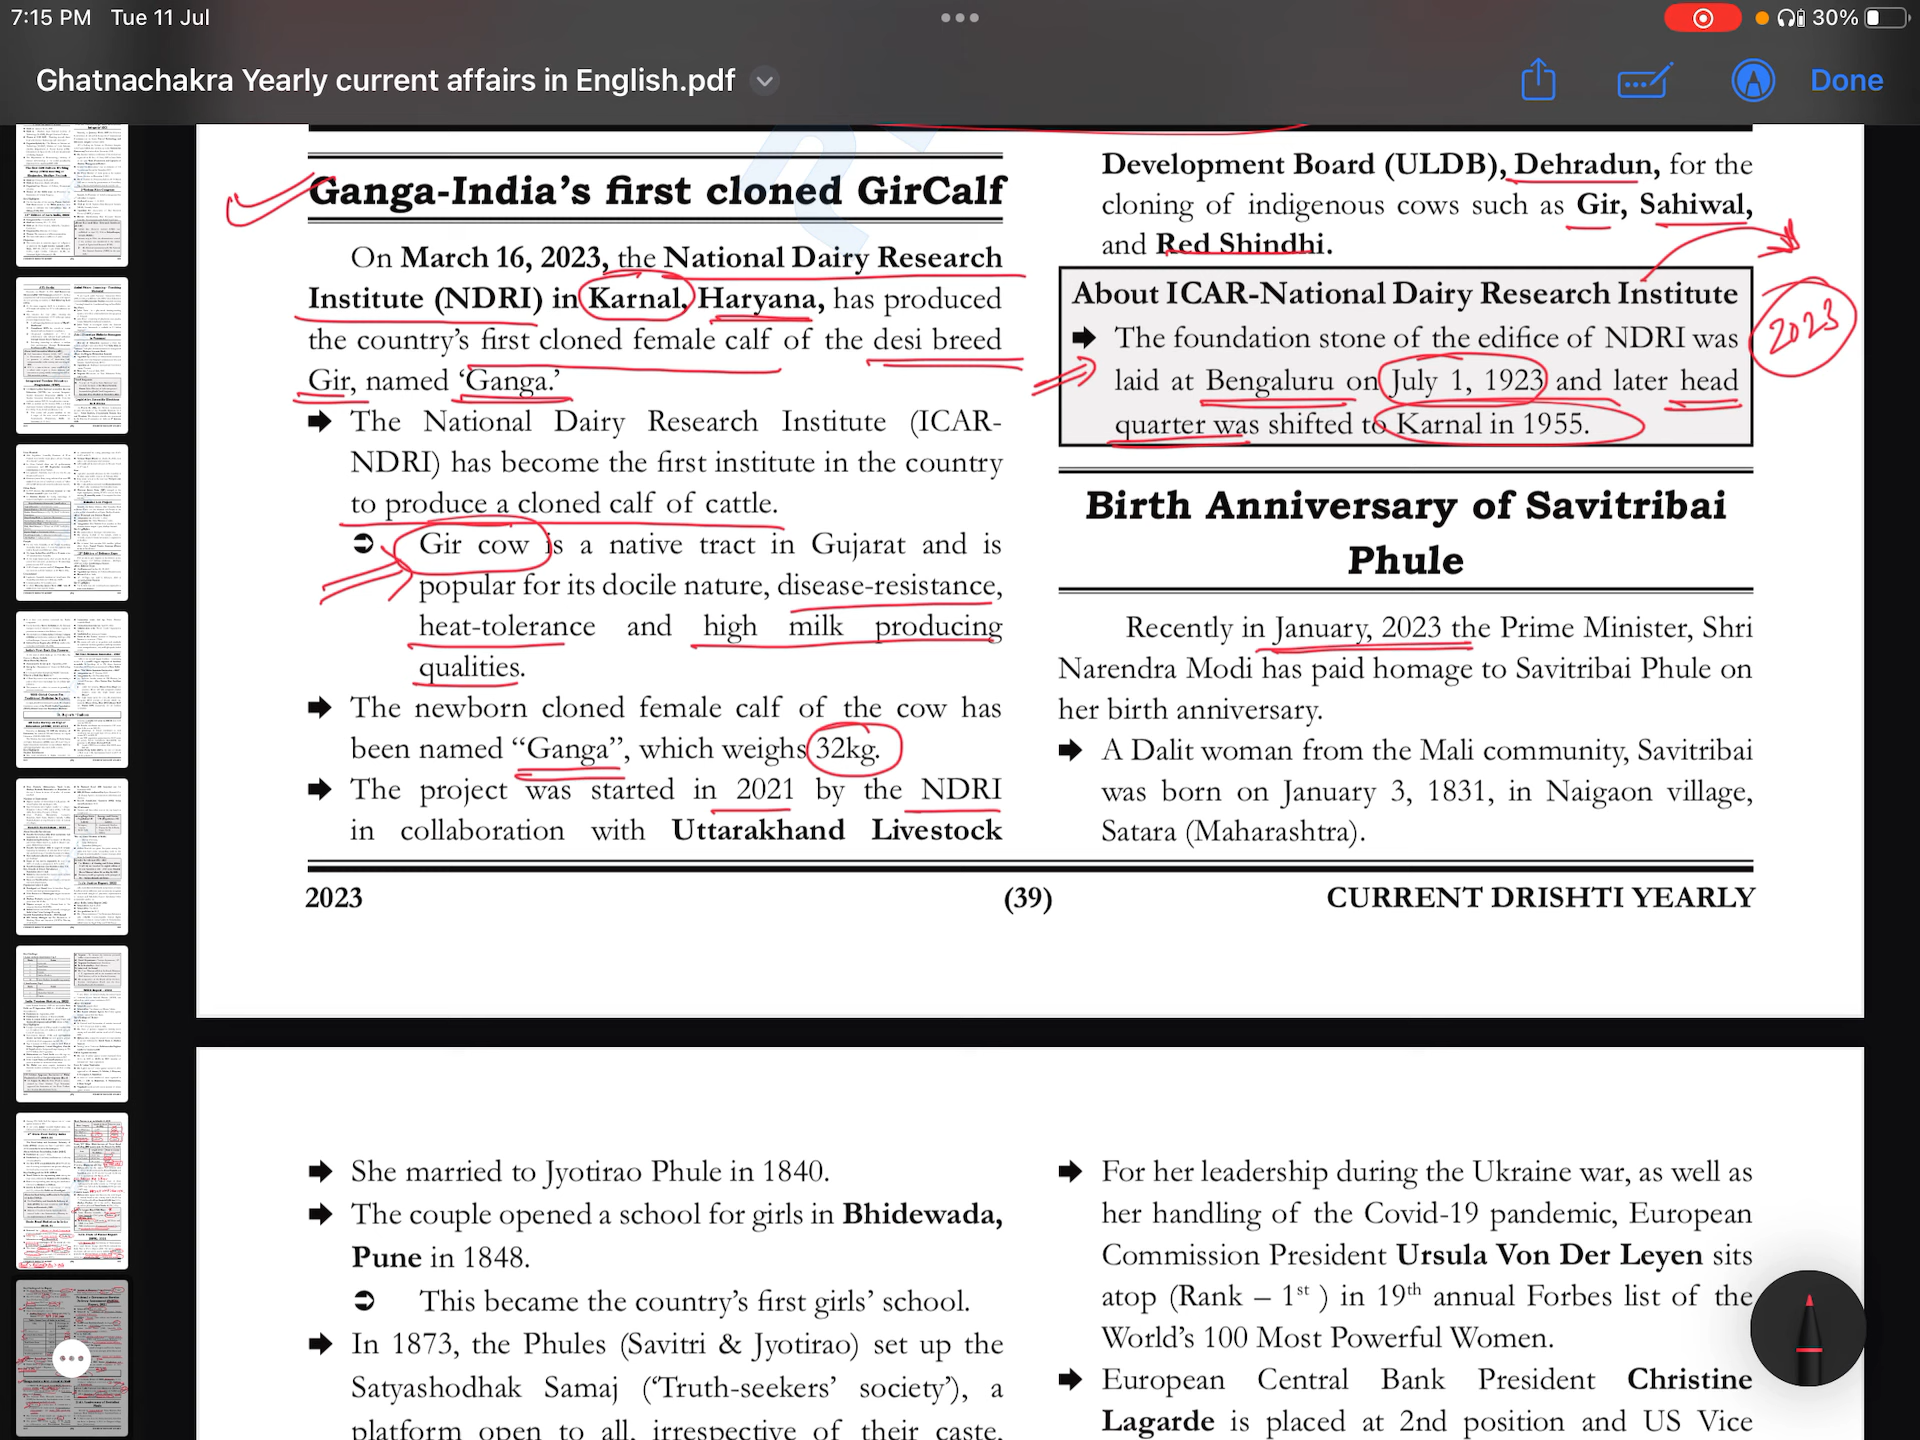 7:15 PM Tue 11 Jul
30%
Ghatnachakra Yearly current affairs in English.pdf
Done
Ganga-India's first cloned GirCalf
On March 16, 2023, the National Dairy Research
Institute (NDRI) in Karnal, Haryana, has produced
the country's first cloned female calf of the desi breed
Gir, named 'Ganga.'
The National Dairy Research Institute (ICAR-
NDRI) has become the first institute in the country
to produce a cloned calf of cattle.
Gir cow is a native tract in Gujarat and is
popular for its docile nature, disease-resistance,
heat-tolerance and high milk producing
qualities.
The newborn cloned female calf of the cow has
been named “Ganga”, which weighs 32kg.
The project was started in 2021 by the NDRI
in collaboration with Uttarakhand Livestock
Development Board (ULDB), Dehradun, for the
cloning of indigenous cows such as Gir, Sahiwal,
and Red Shindhi.
About ICAR-National Dairy Research Institute
The foundation stone of the edifice of NDRI was
laid at Bengaluru on July 1, 1923 and later head
quarter was shifted to Karnal in 1955.
2023
Birth Anniversary of Savitribai
Phule
Recently in January, 2023 the Prime Minister, Shri
Narendra Modi has paid homage to Savitribai Phule on
her birth anniversary.
A Dalit woman from the Mali community, Savitribai
was born on January 3, 1831, in Naigaon village,
Satara (Maharashtra).
2023 (39) CURRENT DRISHTI YEARLY
She married to Jyotirao Phule in 1840.
The couple opened a school for girls in Bhidewada,
Pune in 1848.
This became the country's first girls' school.
In 1873, the Phules (Savitri & Jyotirao) set up the
Satyashodhak Samaj ('Truth-seekers' society'), a
platform open to all, irrespective of their caste,
For her leadership during the Ukraine war, as well as
her handling of the Covid-19 pandemic, European
Commission President Ursula Von Der Leyen sits
atop (Rank – 1st ) in 19th annual Forbes list of the
World's 100 Most Powerful Women.
European Central Bank President Christine
Lagarde is placed at 2nd position and US Vice